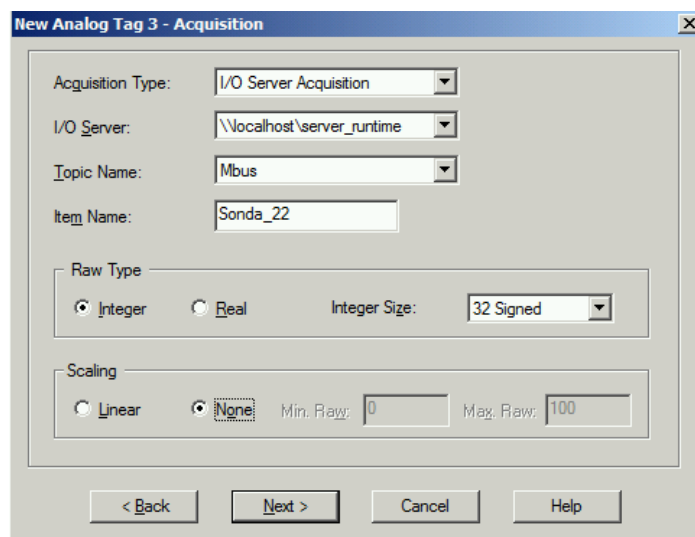 New Analog Tag 3 - Acquisition
Acquisition Type: I/O Server Acquisition
I/O Server: \\localhost\server_runtime
Topic Name: Mbus
Item Name: Sonda_22
Raw Type
Integer Real Integer Size: 32 Signed
Scaling
Linear None Min. Raw: 0 Max. Raw: 100
< Back Next > Cancel Help